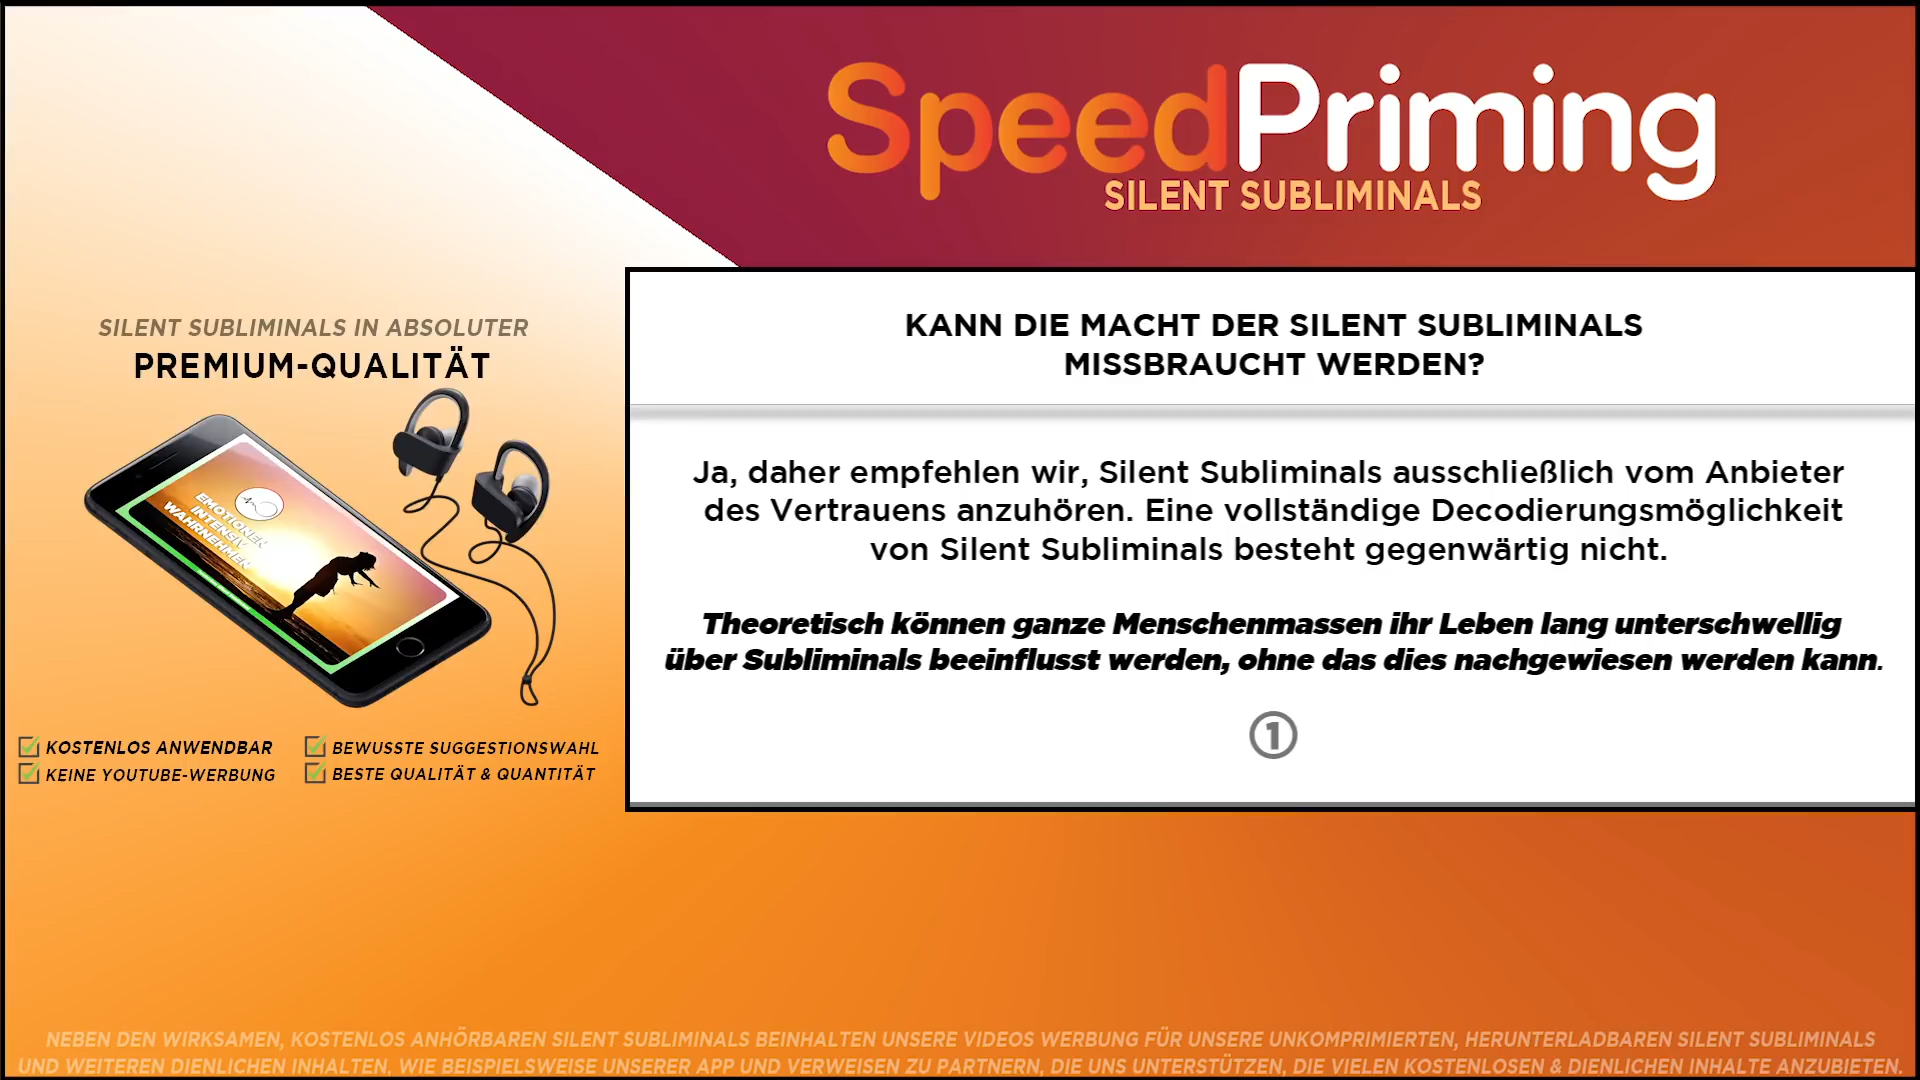 SpeedPriming
SILENT SUBLIMINALS
SILENT SUBLIMINALS IN ABSOLUTER
PREMIUM-QUALITÄT
EMOTIONEN
INTENSIV
WAHRNEHMEN
KOSTENLOS ANWENDBAR
KEINE YOUTUBE-WERBUNG
BEWUSSTE SUGGESTIONSWAHL
BESTE QUALITÄT & QUANTITÄT
KANN DIE MACHT DER SILENT SUBLIMINALS
MISSBRAUCHT WERDEN?
Ja, daher empfehlen wir, Silent Subliminals ausschließlich vom Anbieter
des Vertrauens anzuhören. Eine vollständige Decodierungsmöglichkeit
von Silent Subliminals besteht gegenwärtig nicht.
Theoretisch können ganze Menschenmassen ihr Leben lang unterschwellig
über Subliminals beeinflusst werden, ohne das dies nachgewiesen werden kann.
1
NEBEN DEN WIRKSAMEN, KOSTENLOS ANHÖRBAREN SILENT SUBLIMINALS BEINHALTEN UNSERE VIDEOS WERBUNG FÜR UNSERE UNKOMPRIMIERTEN, HERUNTERLADBAREN SILENT SUBLIMINALS
UND WEITEREN DIENLICHEN INHALTEN, WIE BEISPIELSWEISE UNSERER APP UND VERWEISEN ZU PARTNERN, DIE UNS UNTERSTÜTZEN, DIE VIELEN KOSTENLOSEN & DIENLICHEN INHALTE ANZUBIETEN.